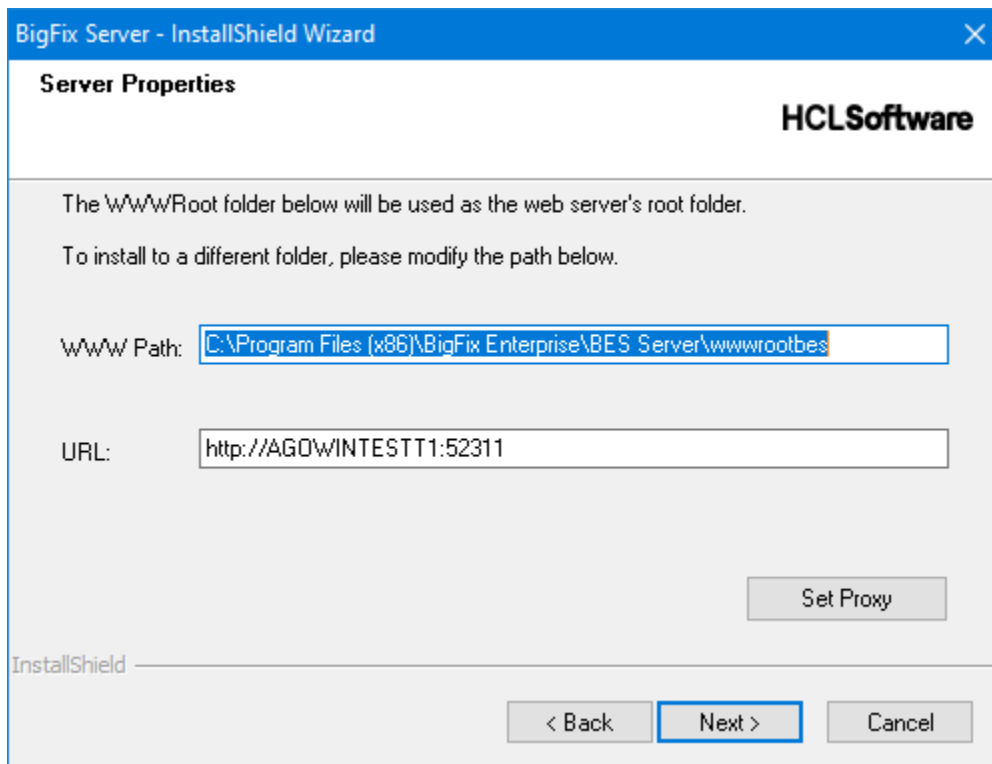 BigFix Server - InstallShield Wizard
Server Properties
HCLSoftware
The WWWRoot folder below will be used as the web server's root folder.
To install to a different folder, please modify the path below.
WWW Path: C:\Program Files (x86)\BigFix Enterprise\BES Server\wwwrootbes
URL: http://AGOWINTESTT1:52311
Set Proxy
InstallShield
< Back Next > Cancel